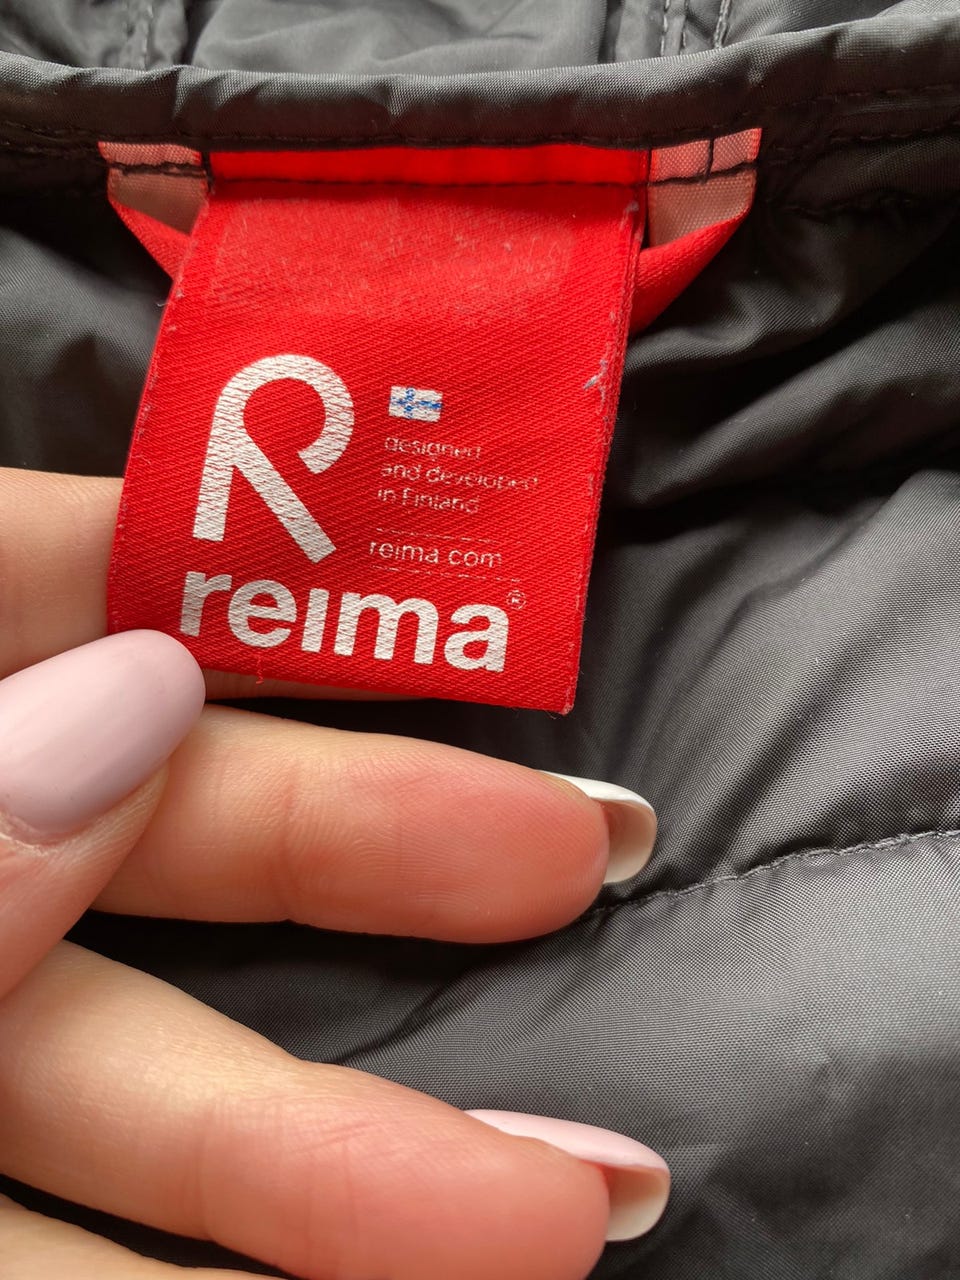 R
designed
and developed
in Finland
reima.com
reima®